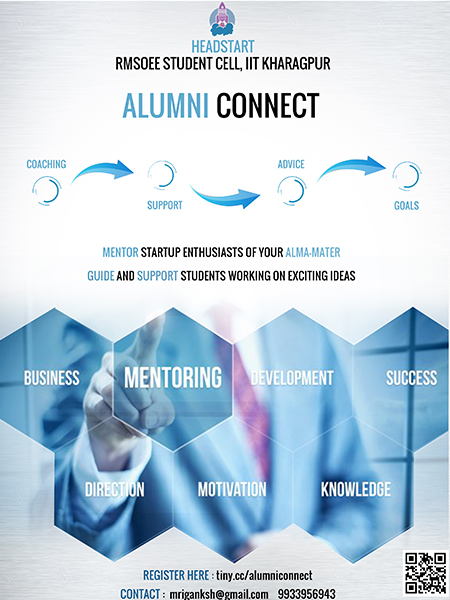 HEADSTART
RMSOEE STUDENT CELL, IIT KHARAGPUR
ALUMNI CONNECT
COACHING
SUPPORT
ADVICE
GOALS
MENTOR STARTUP ENTHUSIASTS OF YOUR ALMA-MATER
GUIDE AND SUPPORT STUDENTS WORKING ON EXCITING IDEAS
BUSINESS MENTORING DEVELOPMENT SUCCESS
DIRECTION MOTIVATION KNOWLEDGE
REGISTER HERE : tiny.cc/alumniconnect
CONTACT : mriganksh@gmail.com 9933956943